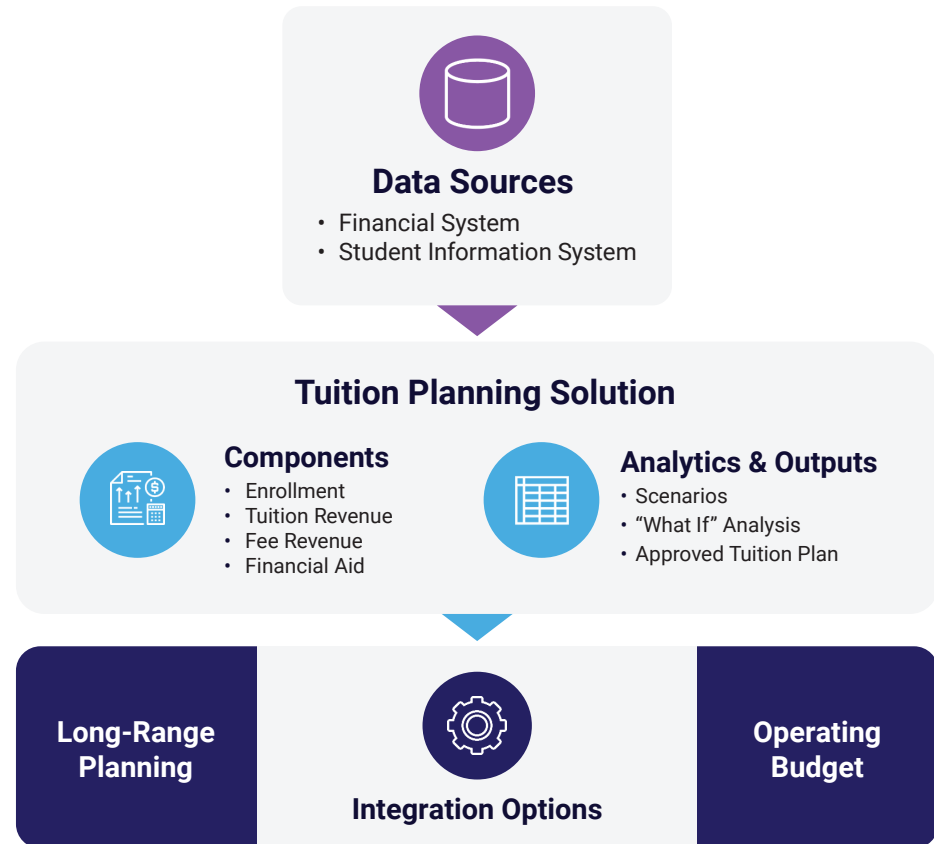 Data Sources
• Financial System
• Student Information System
Tuition Planning Solution
Components
• Enrollment
• Tuition Revenue
• Fee Revenue
• Financial Aid
$
Analytics & Outputs
• Scenarios
• “What If” Analysis
• Approved Tuition Plan
Long-Range
Planning
Integration Options
Operating
Budget